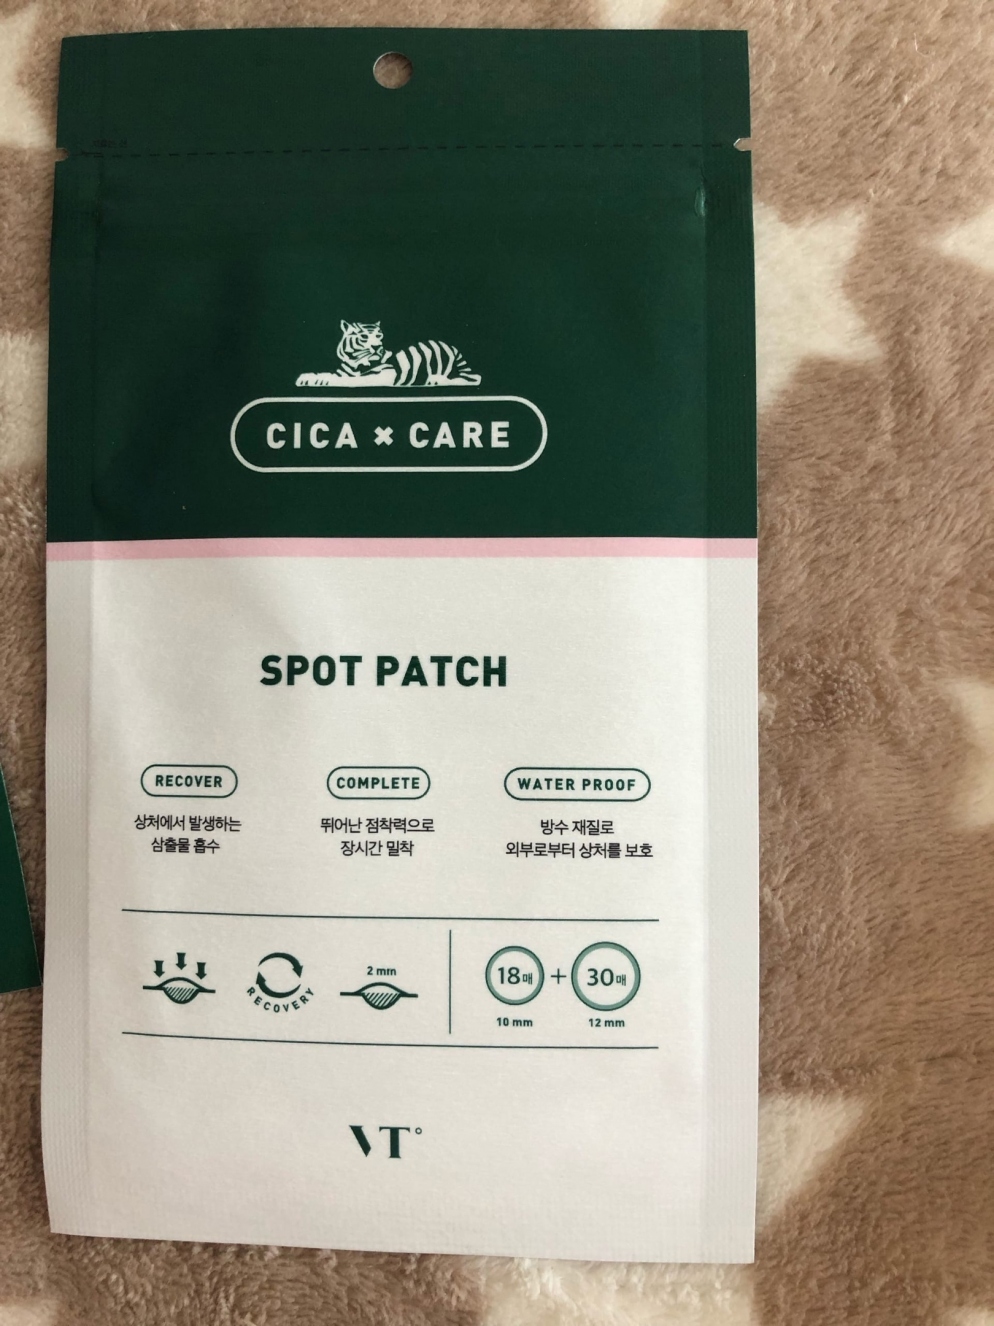 CICA × CARE
SPOT PATCH
RECOVER
상처에서 발생하는
삼출물 흡수
COMPLETE
뛰어난 점착력으로
장시간 밀착
WATER PROOF
방수 재질로
외부로부터 상처를 보호
RECOVERY
2 mm
18매 + 30매
10 mm 12 mm
VT°